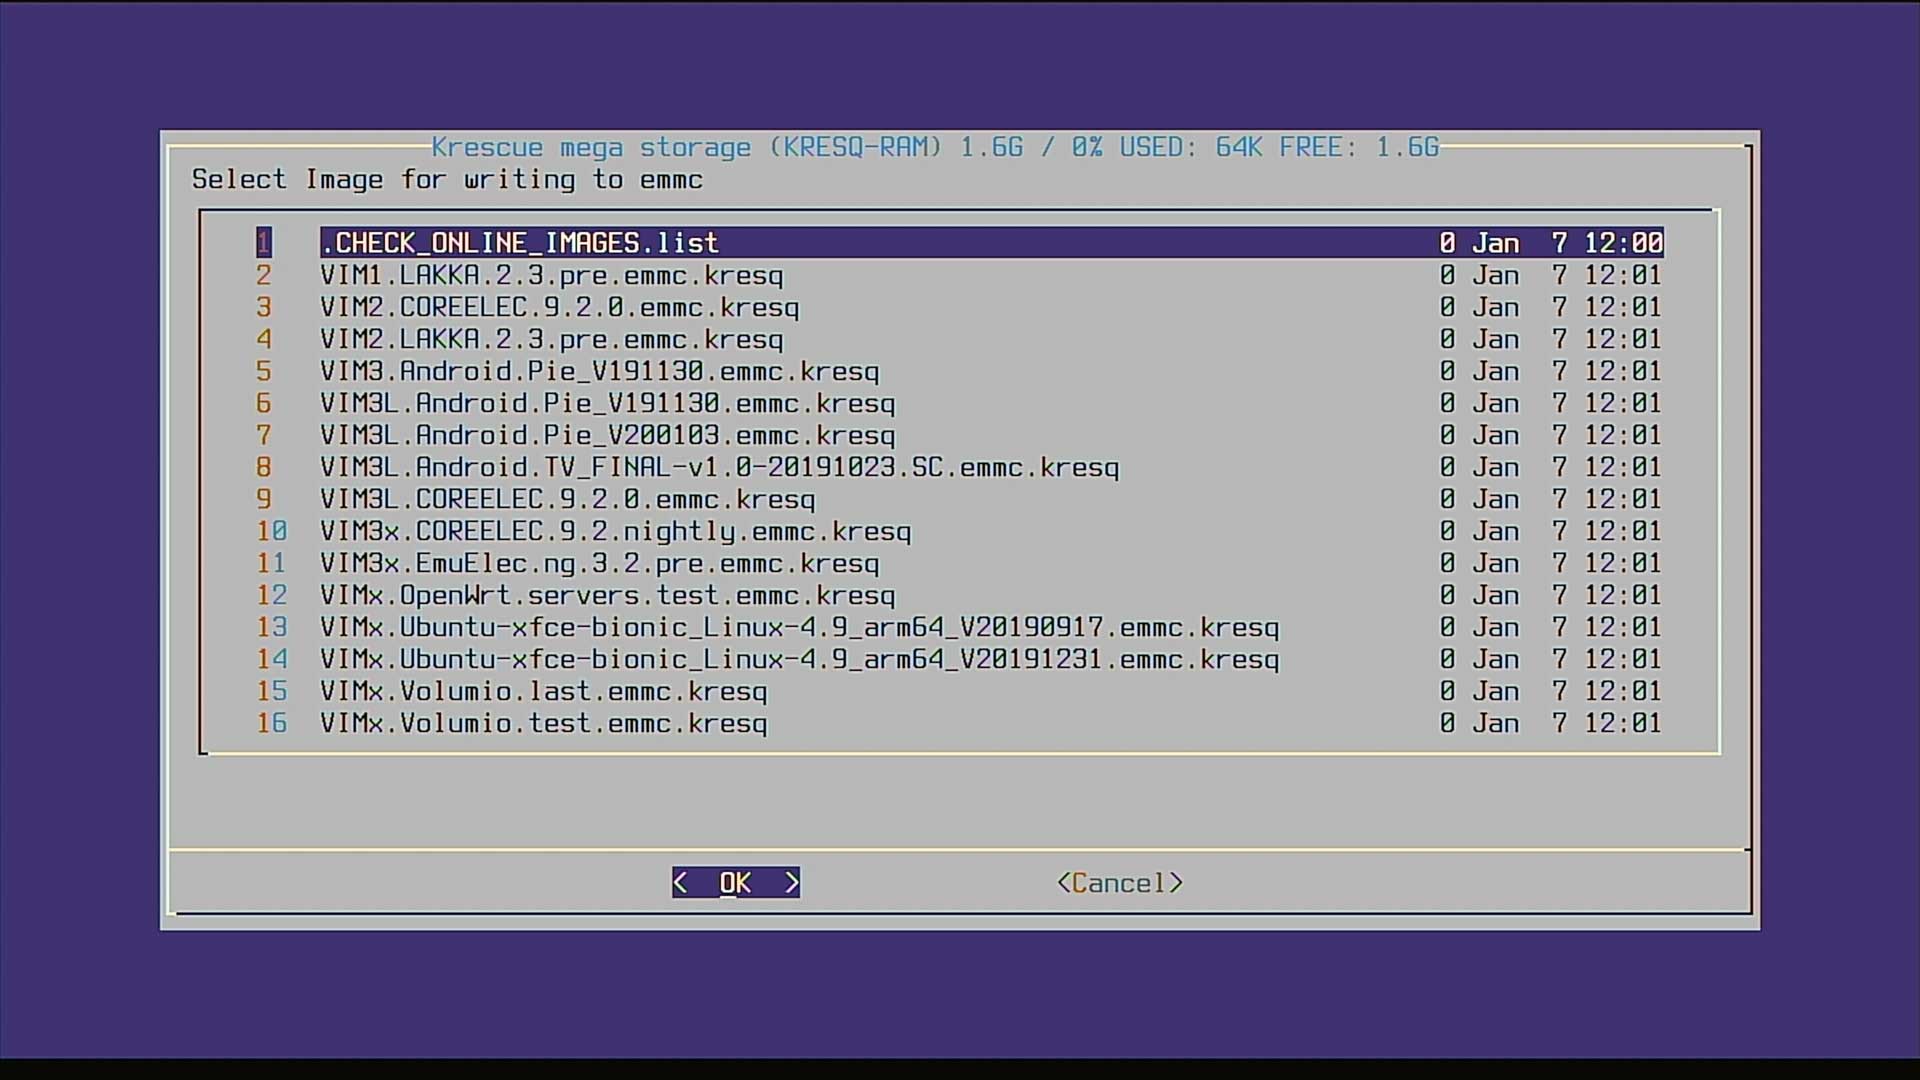 Krescue mega storage (KRESQ-RAM) 1.6G / 0% USED: 64K FREE: 1.6G
Select Image for writing to emmc
1 .CHECK_ONLINE_IMAGES.list 0 Jan 7 12:00
2 VIM1.LAKKA.2.3.pre.emmc.kresq 0 Jan 7 12:01
3 VIM2.COREELEC.9.2.0.emmc.kresq 0 Jan 7 12:01
4 VIM2.LAKKA.2.3.pre.emmc.kresq 0 Jan 7 12:01
5 VIM3.Android.Pie_V191130.emmc.kresq 0 Jan 7 12:01
6 VIM3L.Android.Pie_V191130.emmc.kresq 0 Jan 7 12:01
7 VIM3L.Android.Pie_V200103.emmc.kresq 0 Jan 7 12:01
8 VIM3L.Android.TV_FINAL-v1.0-20191023.SC.emmc.kresq 0 Jan 7 12:01
9 VIM3L.COREELEC.9.2.0.emmc.kresq 0 Jan 7 12:01
10 VIM3x.COREELEC.9.2.nightly.emmc.kresq 0 Jan 7 12:01
11 VIM3x.EmuElec.ng.3.2.pre.emmc.kresq 0 Jan 7 12:01
12 VIMx.OpenWrt.servers.test.emmc.kresq 0 Jan 7 12:01
13 VIMx.Ubuntu-xfce-bionic_Linux-4.9_arm64_V20190917.emmc.kresq 0 Jan 7 12:01
14 VIMx.Ubuntu-xfce-bionic_Linux-4.9_arm64_V20191231.emmc.kresq 0 Jan 7 12:01
15 VIMx.Volumio.last.emmc.kresq 0 Jan 7 12:01
16 VIMx.Volumio.test.emmc.kresq 0 Jan 7 12:01
< OK > <Cancel>